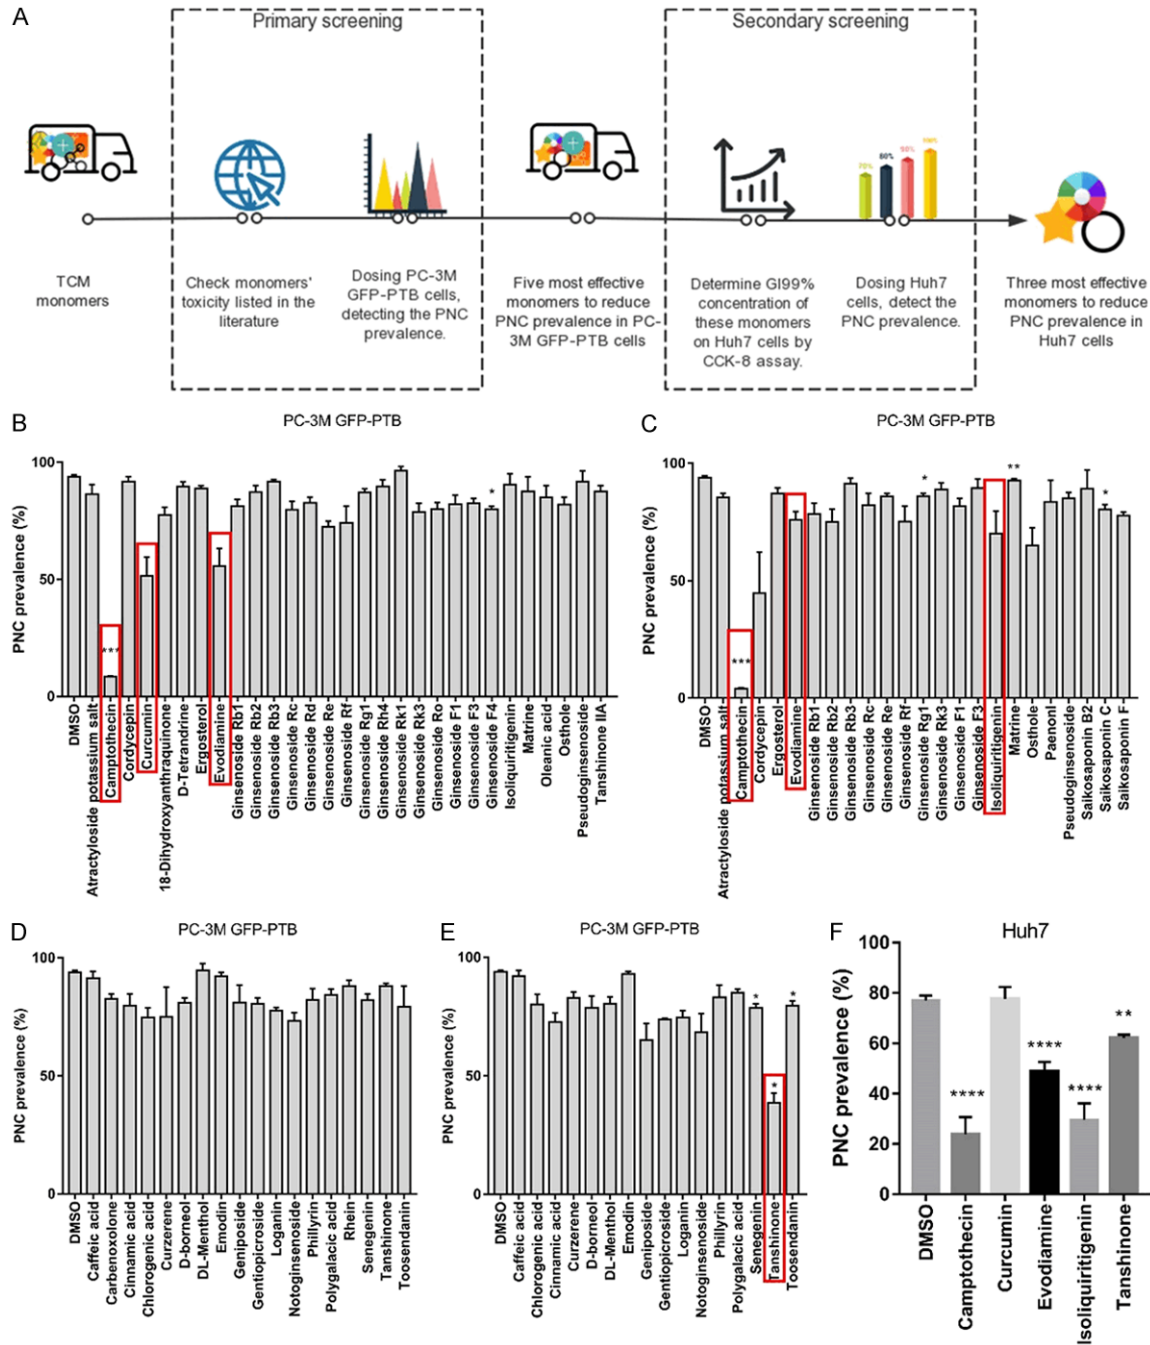 A
Primary screening
Secondary screening
70%
80%
90%
100%
TCM
monomers
Check monomers'
toxicity listed in the
literature
Dosing PC-3M
GFP-PTB cells,
detecting the PNC
prevalence.
Five most effective
monomers to reduce
PNC prevalence in PC-
3M GFP-PTB cells
Determine GI99%
concentration of
these monomers
on Huh7 cells by
CCK-8 assay.
Dosing Huh7
cells, detect the
PNC prevalence.
Three most effective
monomers to reduce
PNC prevalence in
Huh7 cells
B
PC-3M GFP-PTB
PNC prevalence (%)
100
50
0
***
*
DMSO
Atractyloside potassium salt
Camptothecin
Cordycepin
Curcumin
18-Dihydroxyanthraquinone
D-Tetrandrine
Ergosterol
Evodiamine
Ginsenoside Rb1
Ginsenoside Rb2
Ginsenoside Rb3
Ginsenoside Rc
Ginsenoside Rd
Ginsenoside Re
Ginsenoside Rf
Ginsenoside Rg1
Ginsenoside Rh4
Ginsenoside Rk1
Ginsenoside Rk3
Ginsenoside Ro
Ginsenoside F1
Ginsenoside F3
Ginsenoside F4
Isoliquiritigenin
Matrine
Oleanic acid
Osthole
Pseudoginsenoside
Tanshinone IIA
C
PC-3M GFP-PTB
PNC prevalence (%)
100
50
0
***
*
**
*
DMSO
Atractyloside potassium salt
Camptothecin
Cordycepin
Ergosterol
Evodiamine
Ginsenoside Rb1
Ginsenoside Rb2
Ginsenoside Rb3
Ginsenoside Rc
Ginsenoside Re
Ginsenoside Rf
Ginsenoside Rg1
Ginsenoside Rk3
Ginsenoside F1
Ginsenoside F3
Isoliquiritigenin
Matrine
Osthole
Paenonl
Pseudoginsenoside
Saikosaponin B2
Saikosaponin C
Saikosaponin F
D
PC-3M GFP-PTB
PNC prevalence (%)
100
50
0
DMSO
Caffeic acid
Carbenoxolone
Cinnamic acid
Chlorogenic acid
Curzerene
D-borneol
DL-Menthol
Emodin
Geniposide
Gentiopicroside
Loganin
Notoginsenoside
Phillyrin
Polygalacic acid
Rhein
Senegenin
Tanshinone
Toosendanin
E
PC-3M GFP-PTB
PNC prevalence (%)
100
50
0
*
*
*
DMSO
Caffeic acid
Chlorogenic acid
Cinnamic acid
Curzerene
D-borneol
DL-Menthol
Emodin
Geniposide
Gentiopicroside
Loganin
Notoginsenoside
Phillyrin
Polygalacic acid
Senegenin
Tanshinone
Toosendanin
F
Huh7
PNC prevalence (%)
100
80
60
40
20
0
****
****
****
**
DMSO
Camptothecin
Curcumin
Evodiamine
Isoliquiritigenin
Tanshinone